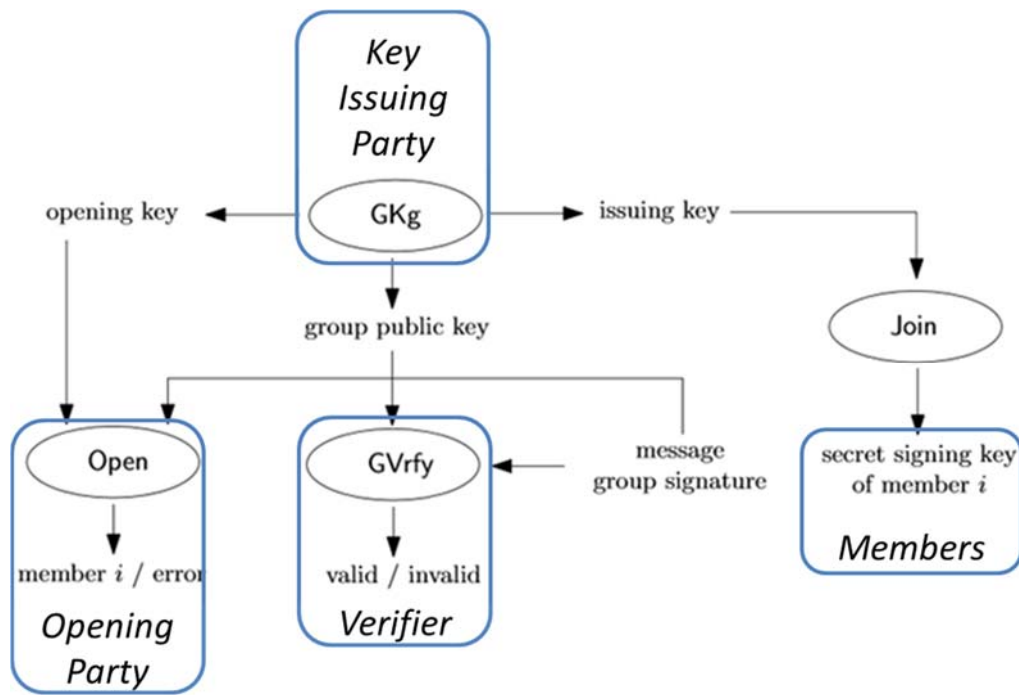 Key
Issuing
Party
GKg
opening key
issuing key
group public key
Join
Open
GVrfy
message
group signature
secret signing key
of member i
Members
member i / error
valid / invalid
Opening
Party
Verifier